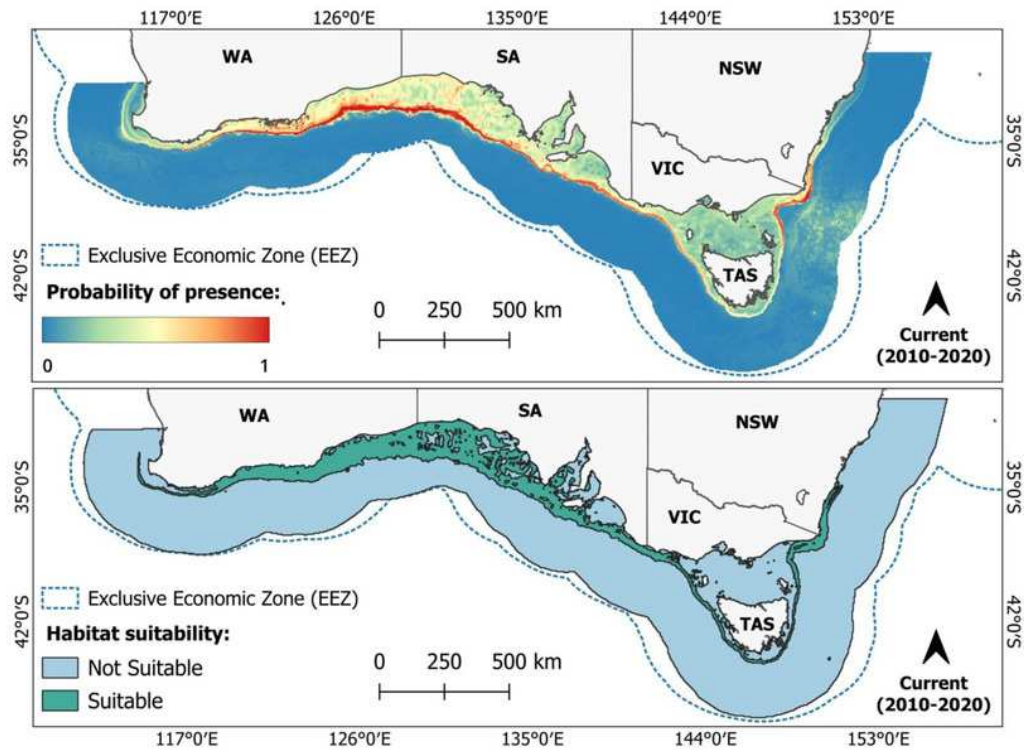 117°0'E 126°0'E 135°0'E 144°0'E 153°0'E
WA SA NSW
VIC
TAS
35°0'S 35°0'S
42°0'S 42°0'S
Exclusive Economic Zone (EEZ)
Probability of presence:
0 1
0 250 500 km
Current
(2010-2020)
WA SA NSW
VIC
TAS
35°0'S 35°0'S
42°0'S 42°0'S
Exclusive Economic Zone (EEZ)
Habitat suitability:
Not Suitable
Suitable
0 250 500 km
Current
(2010-2020)
117°0'E 126°0'E 135°0'E 144°0'E 153°0'E